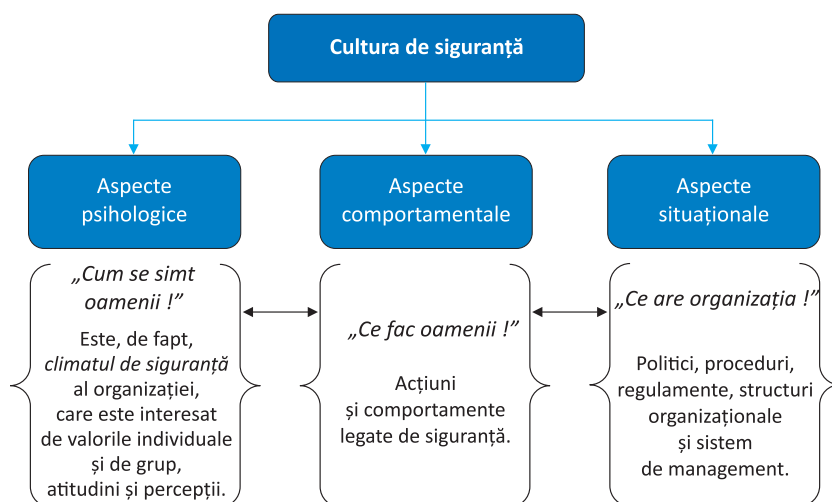 Cultura de siguranță
Aspecte
psihologice
Aspecte
comportamentale
Aspecte
situaționale
„Cum se simt
oamenii !”
Este, de fapt,
climatul de siguranță
al organizației,
care este interesat
de valorile individuale
și de grup,
atitudini și percepții.
„Ce fac oamenii !”
Acțiuni
și comportamente
legate de siguranță.
„Ce are organizația !”
Politici, proceduri,
regulamente, structuri
organizaționale
și sistem
de management.